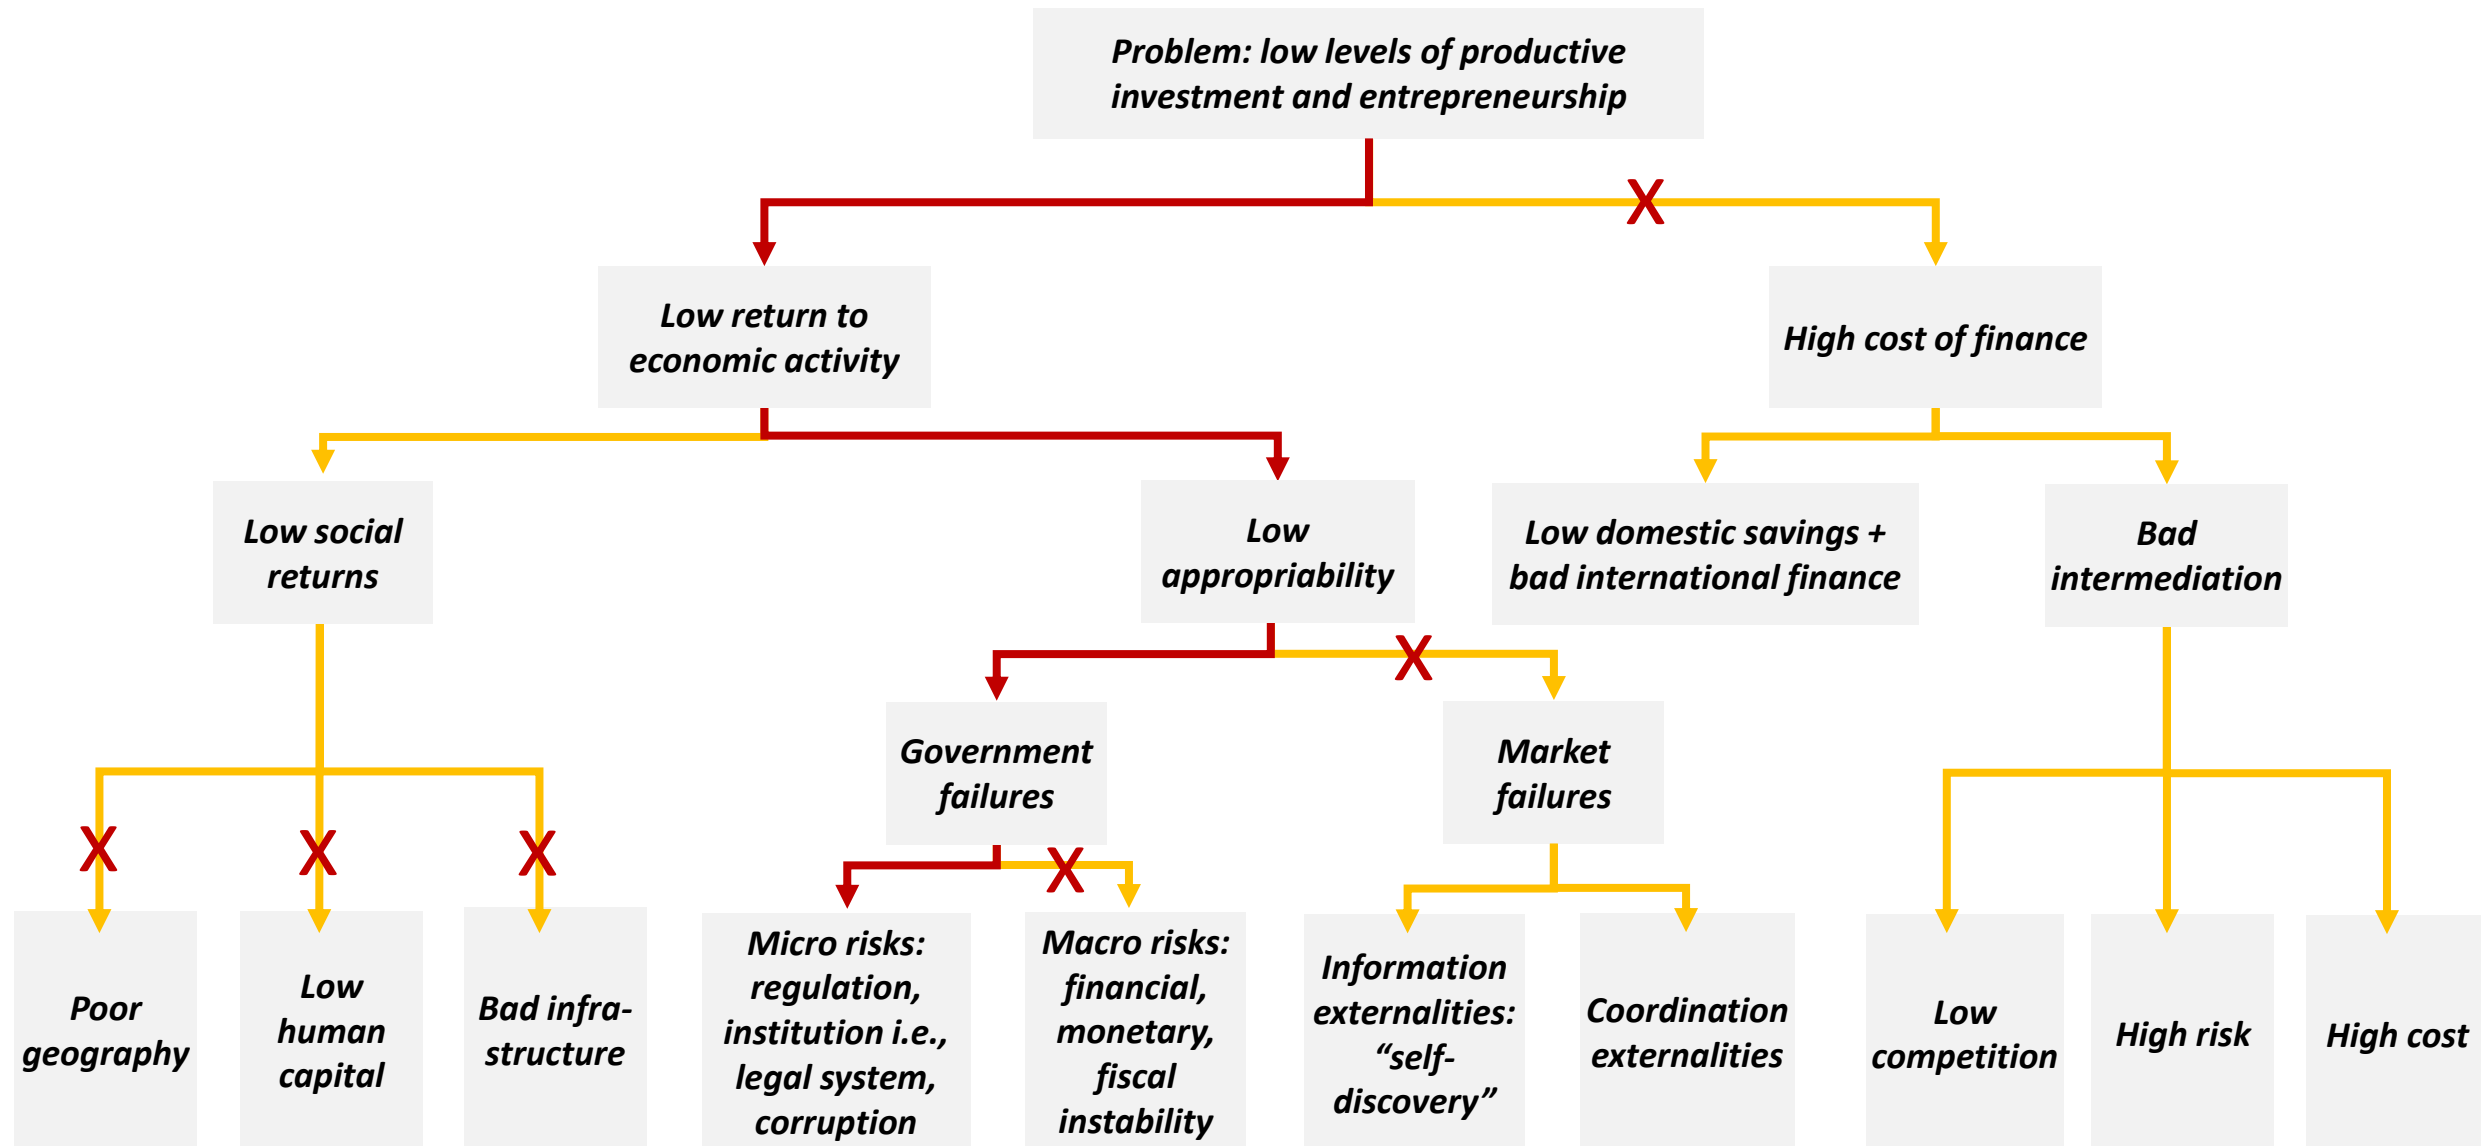 Problem: low levels of productive
investment and entrepreneurship
X
Low return to
economic activity
High cost of finance
Low social
returns
Low
appropriability
Low domestic savings +
bad international finance
Bad
intermediation
X
Government
failures
Market
failures
X
X
X
X
Poor
geography
Low
human
capital
Bad infra-
structure
Micro risks:
regulation,
institution i.e.,
legal system,
corruption
Macro risks:
financial,
monetary,
fiscal
instability
Information
externalities:
“self-
discovery”
Coordination
externalities
Low
competition
High risk
High cost